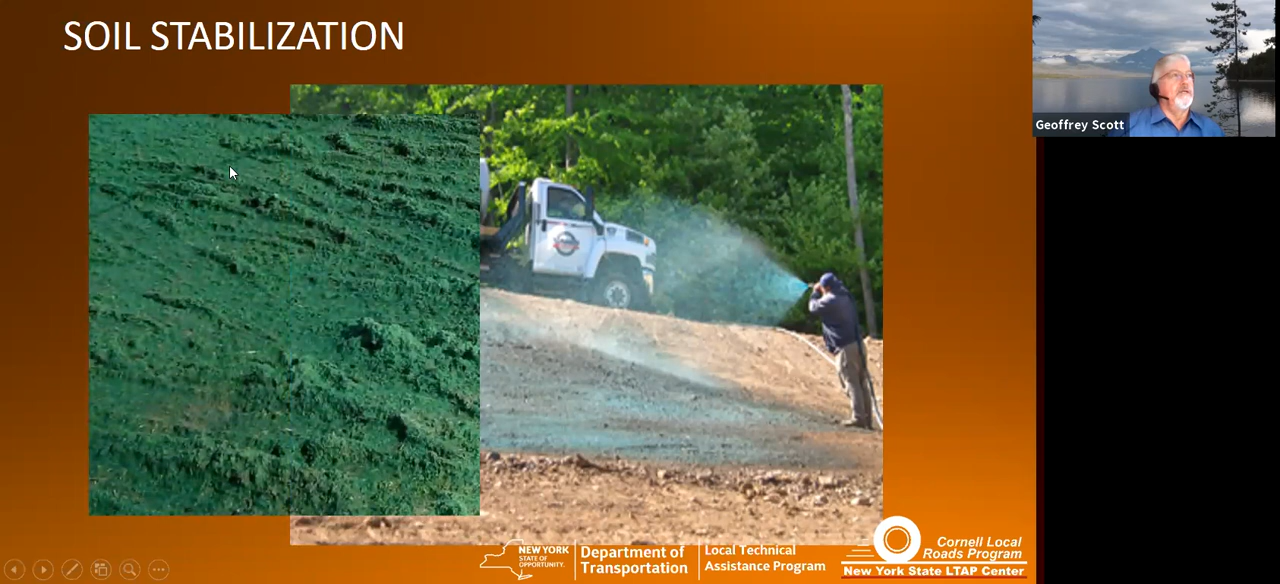 SOIL STABILIZATION
Geoffrey Scott
NEW YORK
STATE OF
OPPORTUNITY.
Department of
Transportation
Local Technical
Assistance Program
Cornell Local
Roads Program
New York State LTAP Center